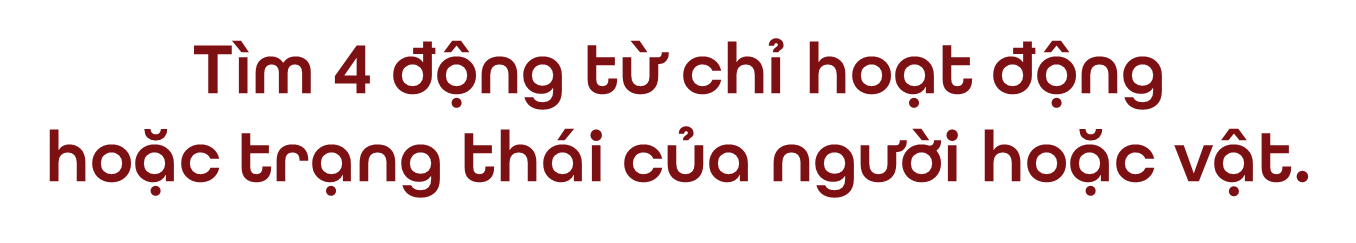 Tìm 4 động từ chỉ hoạt động
hoặc trạng thái của người hoặc vật.